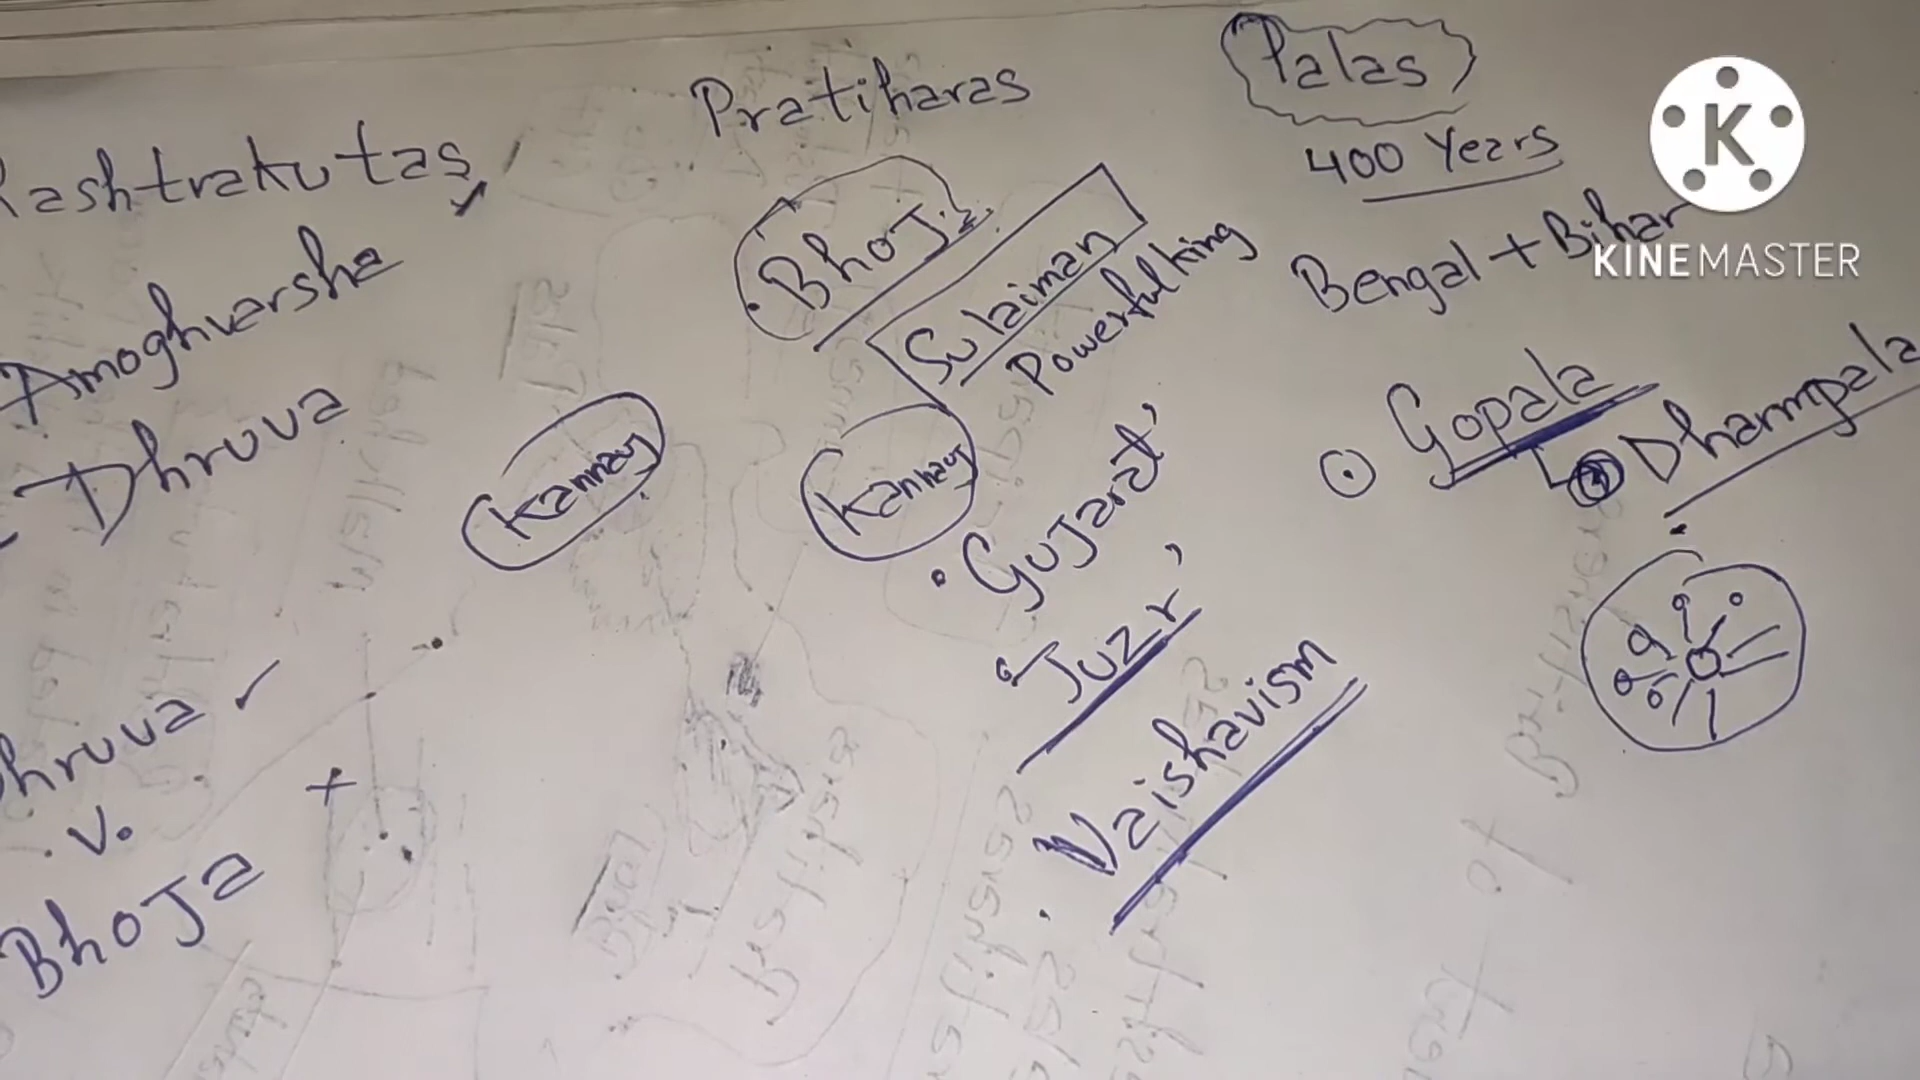 Rashtrakutas
Amoghvarsha
Dhruva
Kannauj
Dhruva
V.
Bhoja
Pratiharas
Bhoj
Sulaiman
Powerful king
Kannauj
Gujarat,
Juzr,
Vaishavism
Palas
400 Years
Bengal + Bihar
Gopala
Dharmpala
K
KINEMASTER